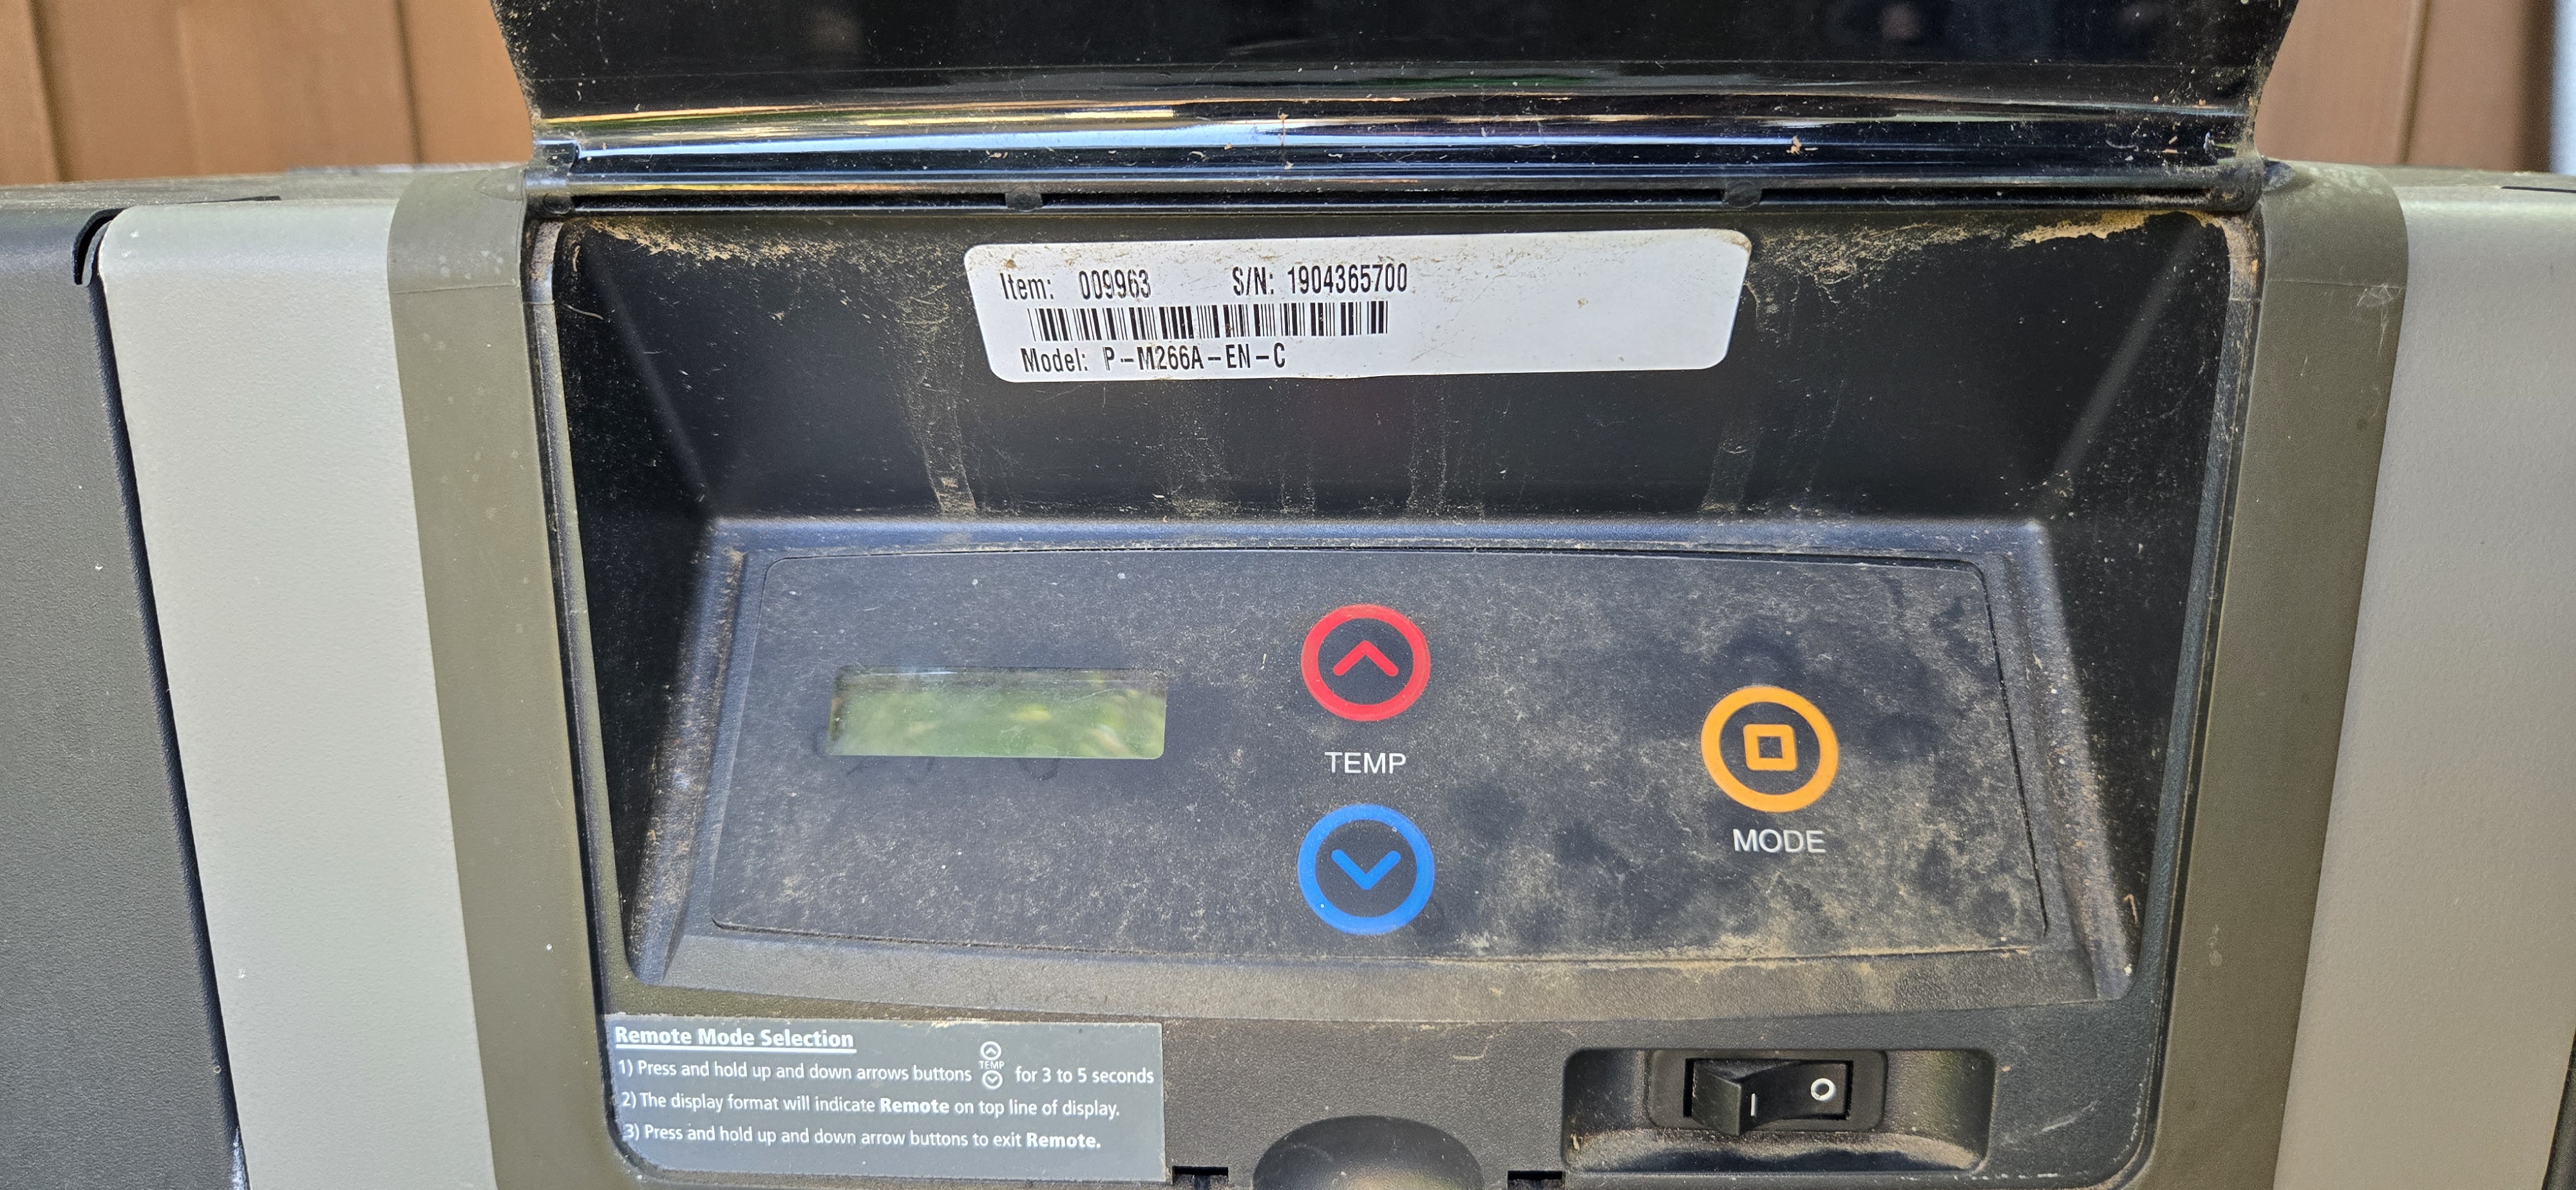 Item: 009963 S/N: 1904365700
Model: P-M266A-EN-C
TEMP
MODE
Remote Mode Selection
1) Press and hold up and down arrows buttons TEMP for 3 to 5 seconds
2) The display format will indicate Remote on top line of display.
3) Press and hold up and down arrow buttons to exit Remote.
I O